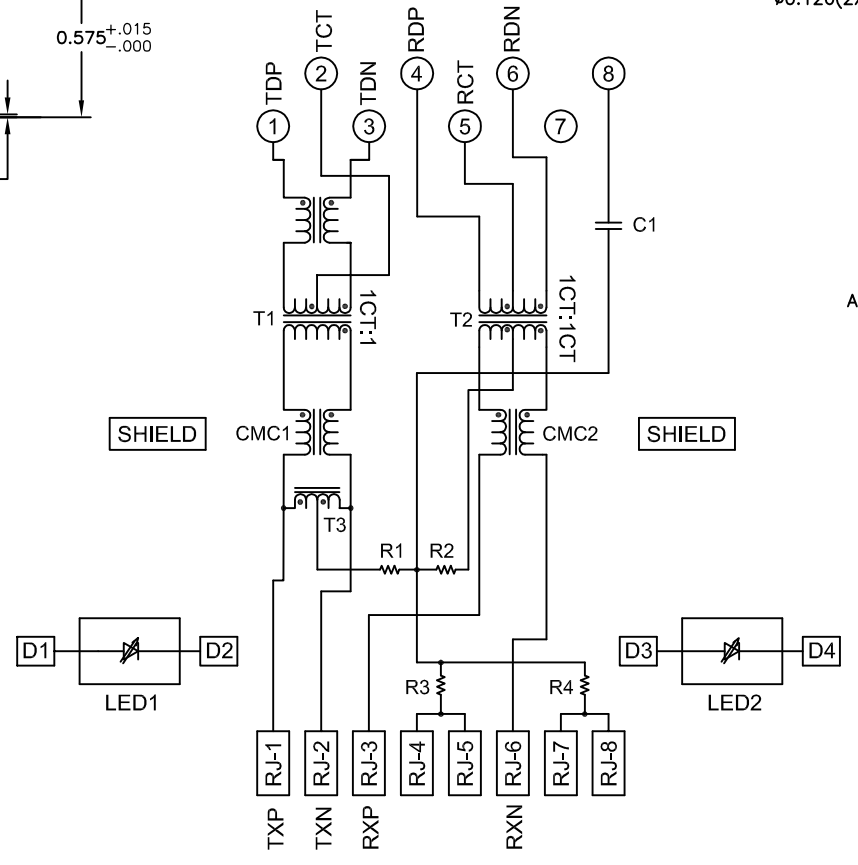 ø0.120(2X
0.575 +.015 -.000
TCT
RDP
RDN
2
4
6
8
TDP
TDN
RCT
1
3
5
7
C1
A
T1
1CT:1
T2
1CT:1CT
SHIELD
CMC1
CMC2
SHIELD
T3
R1
R2
D1
D2
D3
D4
LED1
LED2
R3
R4
RJ-1
RJ-2
RJ-3
RJ-4
RJ-5
RJ-6
RJ-7
RJ-8
TXP
TXN
RXP
RXN